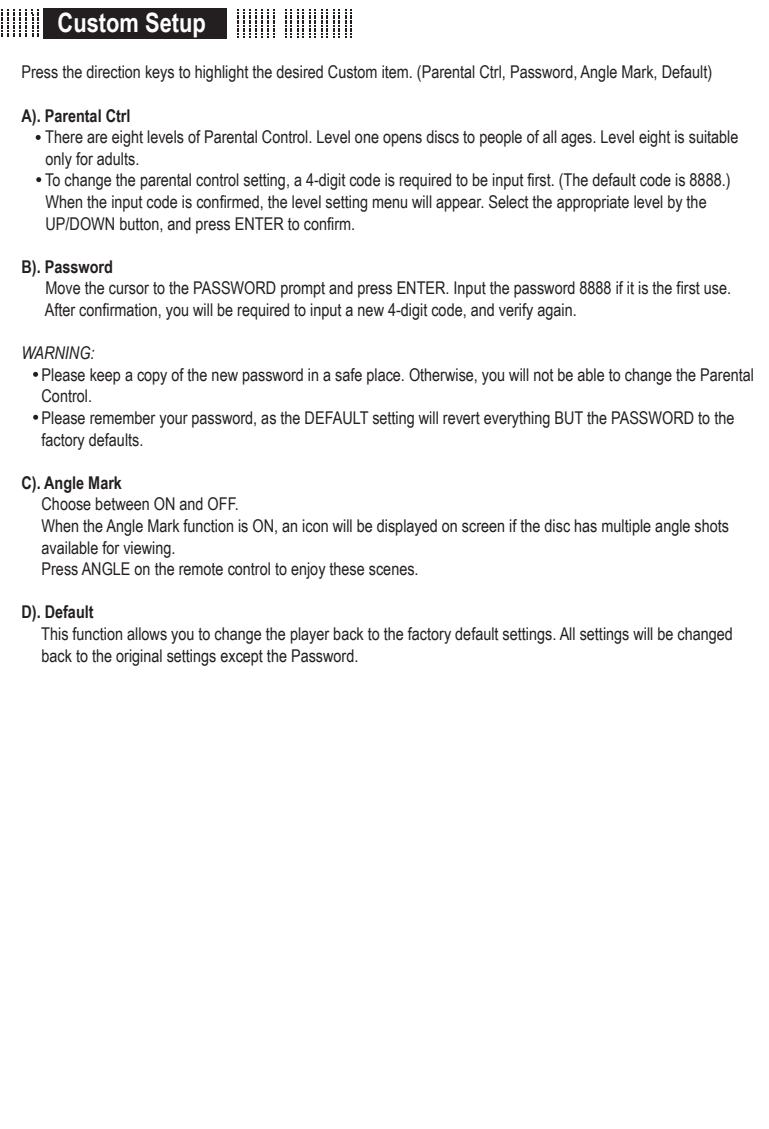 Custom Setup
Press the direction keys to highlight the desired Custom item. (Parental Ctrl, Password, Angle Mark, Default)
A). Parental Ctrl
• There are eight levels of Parental Control. Level one opens discs to people of all ages. Level eight is suitable
only for adults.
• To change the parental control setting, a 4-digit code is required to be input first. (The default code is 8888.)
When the input code is confirmed, the level setting menu will appear. Select the appropriate level by the
UP/DOWN button, and press ENTER to confirm.
B). Password
Move the cursor to the PASSWORD prompt and press ENTER. Input the password 8888 if it is the first use.
After confirmation, you will be required to input a new 4-digit code, and verify again.
WARNING:
• Please keep a copy of the new password in a safe place. Otherwise, you will not be able to change the Parental
Control.
• Please remember your password, as the DEFAULT setting will revert everything BUT the PASSWORD to the
factory defaults.
C). Angle Mark
Choose between ON and OFF.
When the Angle Mark function is ON, an icon will be displayed on screen if the disc has multiple angle shots
available for viewing.
Press ANGLE on the remote control to enjoy these scenes.
D). Default
This function allows you to change the player back to the factory default settings. All settings will be changed
back to the original settings except the Password.